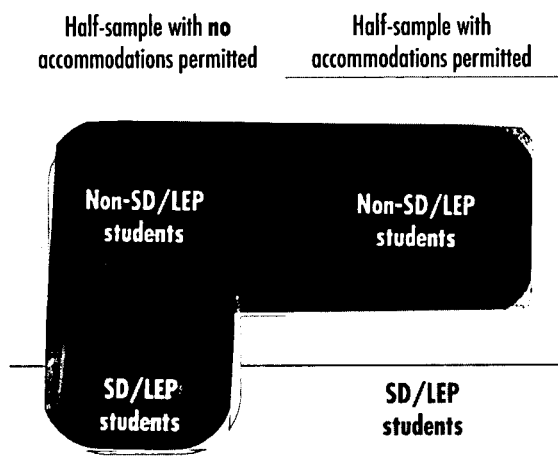 Half-sample with no
accommodations permitted
Half-sample with
accommodations permitted
Non-SD/LEP
students
Non-SD/LEP
students
SD/LEP
students
SD/LEP
students